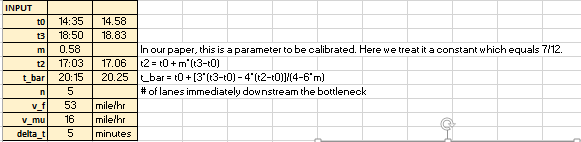 INPUT
t0 14:35 14.58
t3 18:50 18.83
m 0.58 In our paper, this is a parameter to be calibrated. Here we treat it a constant which equals 7/12.
t2 17:03 17.06 t2 = t0 + m*(t3-t0)
t_bar 20:15 20.25 t_bar = t0 + [3*(t3-t0) - 4*(t2-t0)]/(4-6*m)
n 5 # of lanes immediately downstream the bottleneck
v_f 53 mile/hr
v_mu 16 mile/hr
delta_t 5 minutes